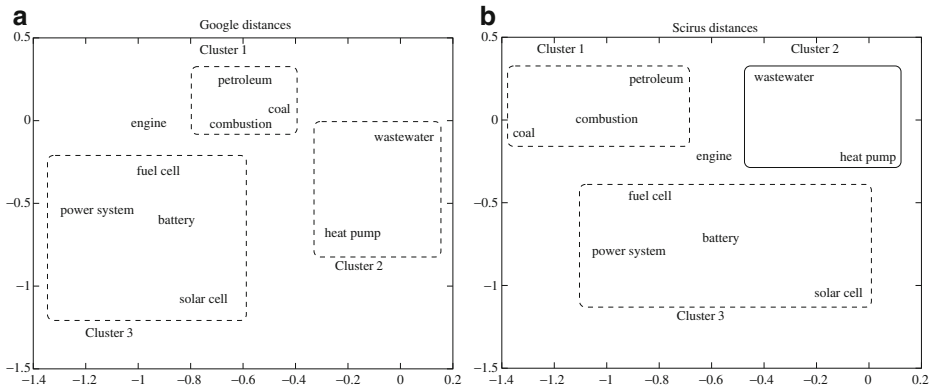 a
Google distances
0.5
Cluster 1
petroleum
coal
combustion
engine
0
wastewater
fuel cell
power system
battery
−0.5
heat pump
Cluster 2
−1
solar cell
Cluster 3
−1.5
−1.4 −1.2 −1 −0.8 −0.6 −0.4 −0.2 0 0.2
b
Scirus distances
0.5
Cluster 1 Cluster 2
petroleum wastewater
0
combustion
coal
engine heat pump
fuel cell
−0.5
battery
power system
−1
solar cell
Cluster 3
−1.5
−1.4 −1.2 −1 −0.8 −0.6 −0.4 −0.2 0 0.2